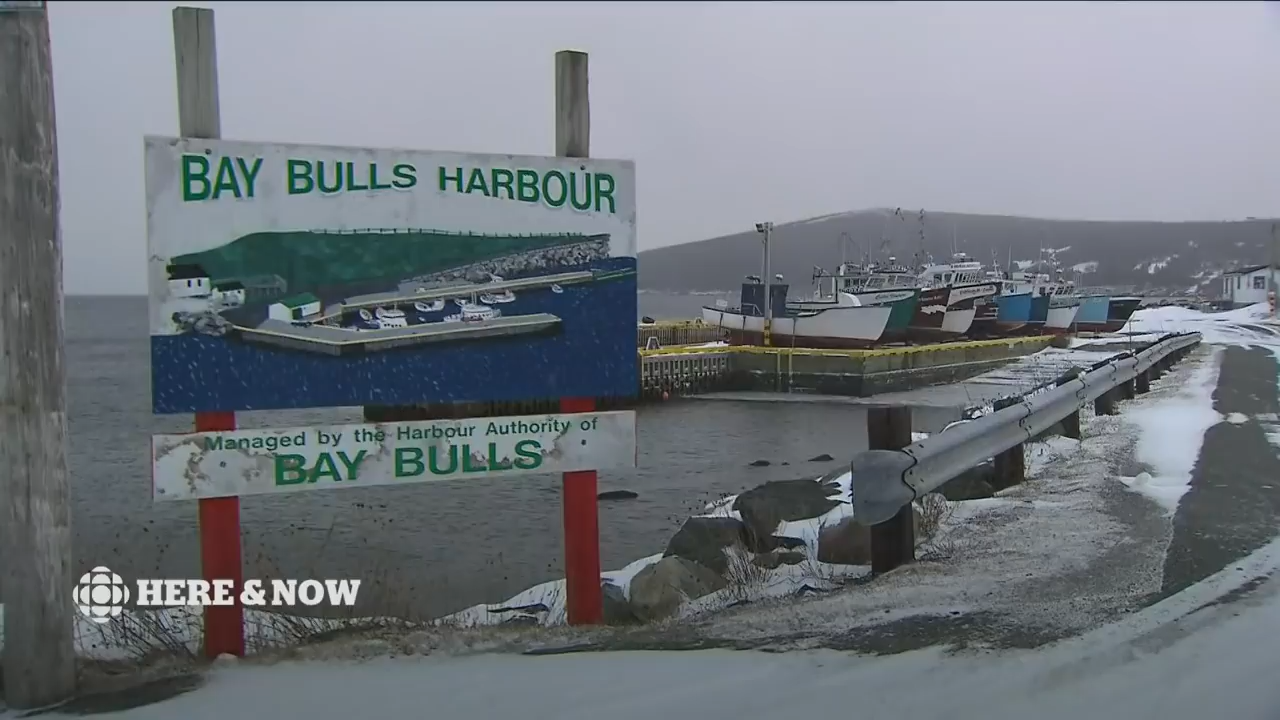 BAY BULLS HARBOUR
Managed by the Harbour Authority of
BAY BULLS
HERE & NOW